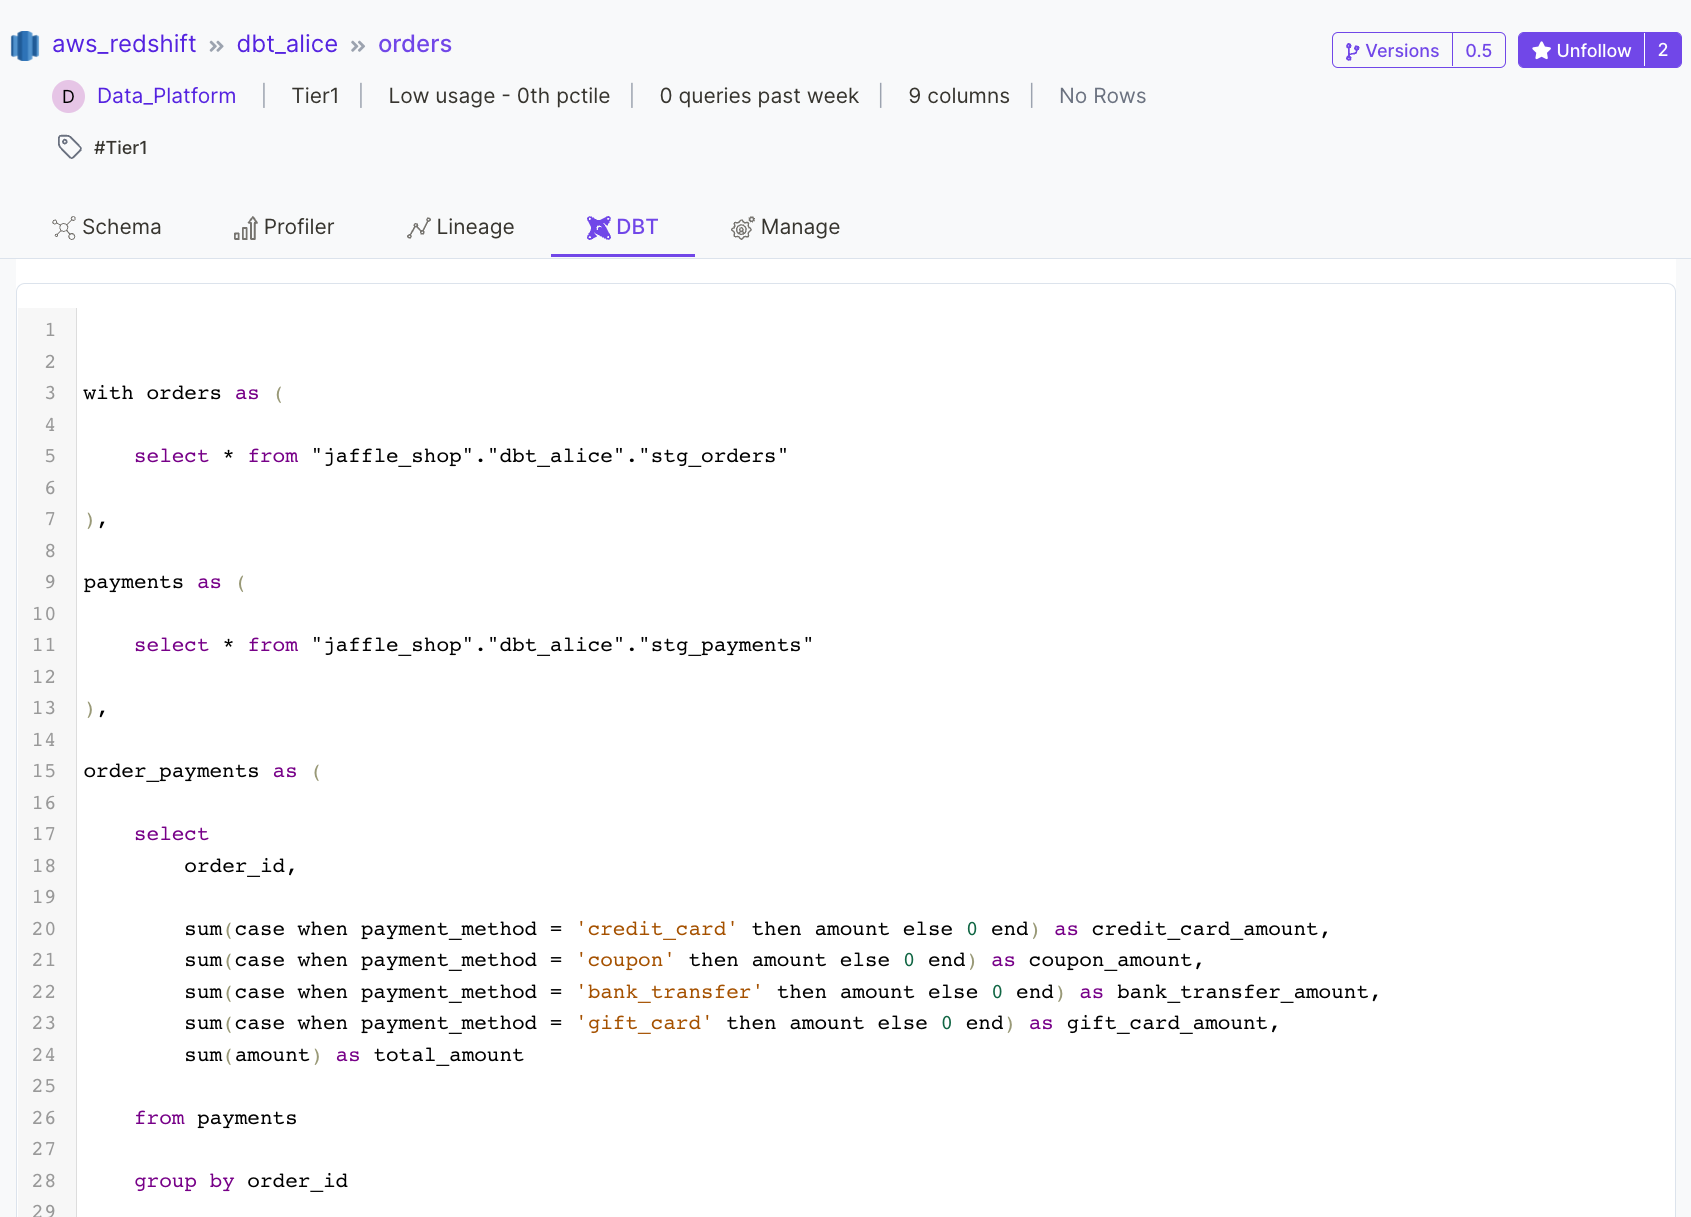 aws_redshift » dbt_alice » orders
Versions 0.5 Unfollow 2
D Data_Platform | Tier1 | Low usage - 0th pctile | 0 queries past week | 9 columns | No Rows
#Tier1
Schema Profiler Lineage DBT Manage
1
2
3 with orders as (
4
5     select * from "jaffle_shop"."dbt_alice"."stg_orders"
6
7 ),
8
9 payments as (
10
11     select * from "jaffle_shop"."dbt_alice"."stg_payments"
12
13 ),
14
15 order_payments as (
16
17     select
18         order_id,
19
20         sum(case when payment_method = 'credit_card' then amount else 0 end) as credit_card_amount,
21         sum(case when payment_method = 'coupon' then amount else 0 end) as coupon_amount,
22         sum(case when payment_method = 'bank_transfer' then amount else 0 end) as bank_transfer_amount,
23         sum(case when payment_method = 'gift_card' then amount else 0 end) as gift_card_amount,
24         sum(amount) as total_amount
25
26     from payments
27
28     group by order_id
29